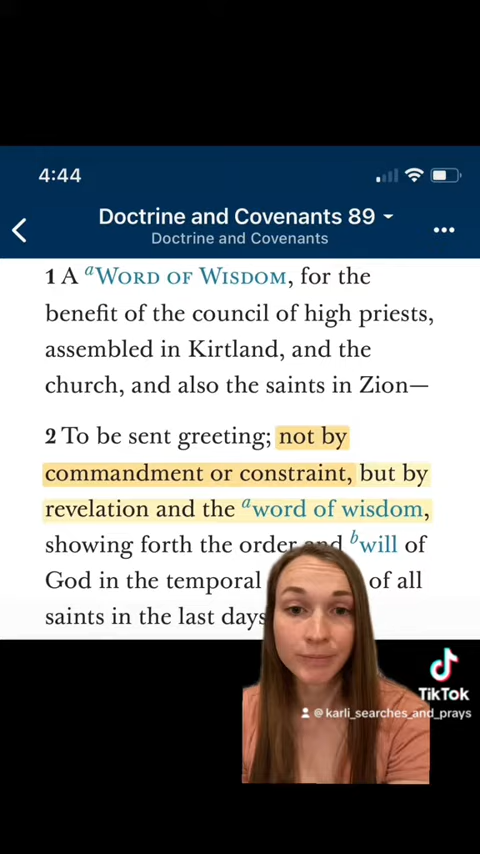 4:44
Doctrine and Covenants 89
Doctrine and Covenants
1 A aWORD OF WISDOM, for the
benefit of the council of high priests,
assembled in Kirtland, and the
church, and also the saints in Zion—
2 To be sent greeting; not by
commandment or constraint, but by
revelation and the aword of wisdom,
showing forth the order and bwill of
God in the temporal of all
saints in the last days
TikTok
@karli_searches_and_prays